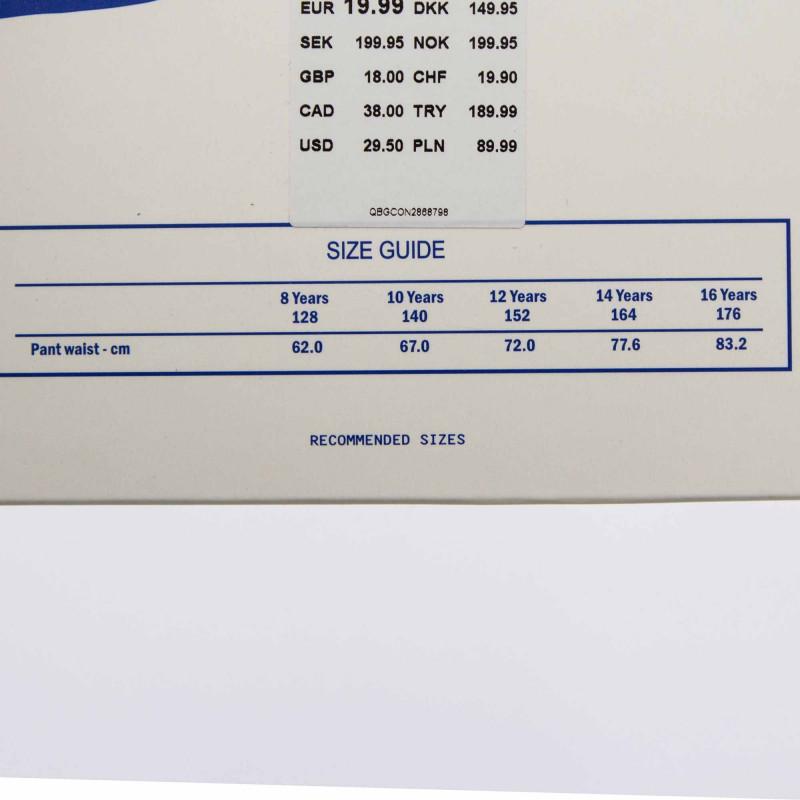 EUR 19.99 DKK 149.95
SEK 199.95 NOK 199.95
GBP 18.00 CHF 19.90
CAD 38.00 TRY 189.99
USD 29.50 PLN 89.99
QBGCON2868798
SIZE GUIDE
8 Years 10 Years 12 Years 14 Years 16 Years
128 140 152 164 176
Pant waist - cm 62.0 67.0 72.0 77.6 83.2
RECOMMENDED SIZES